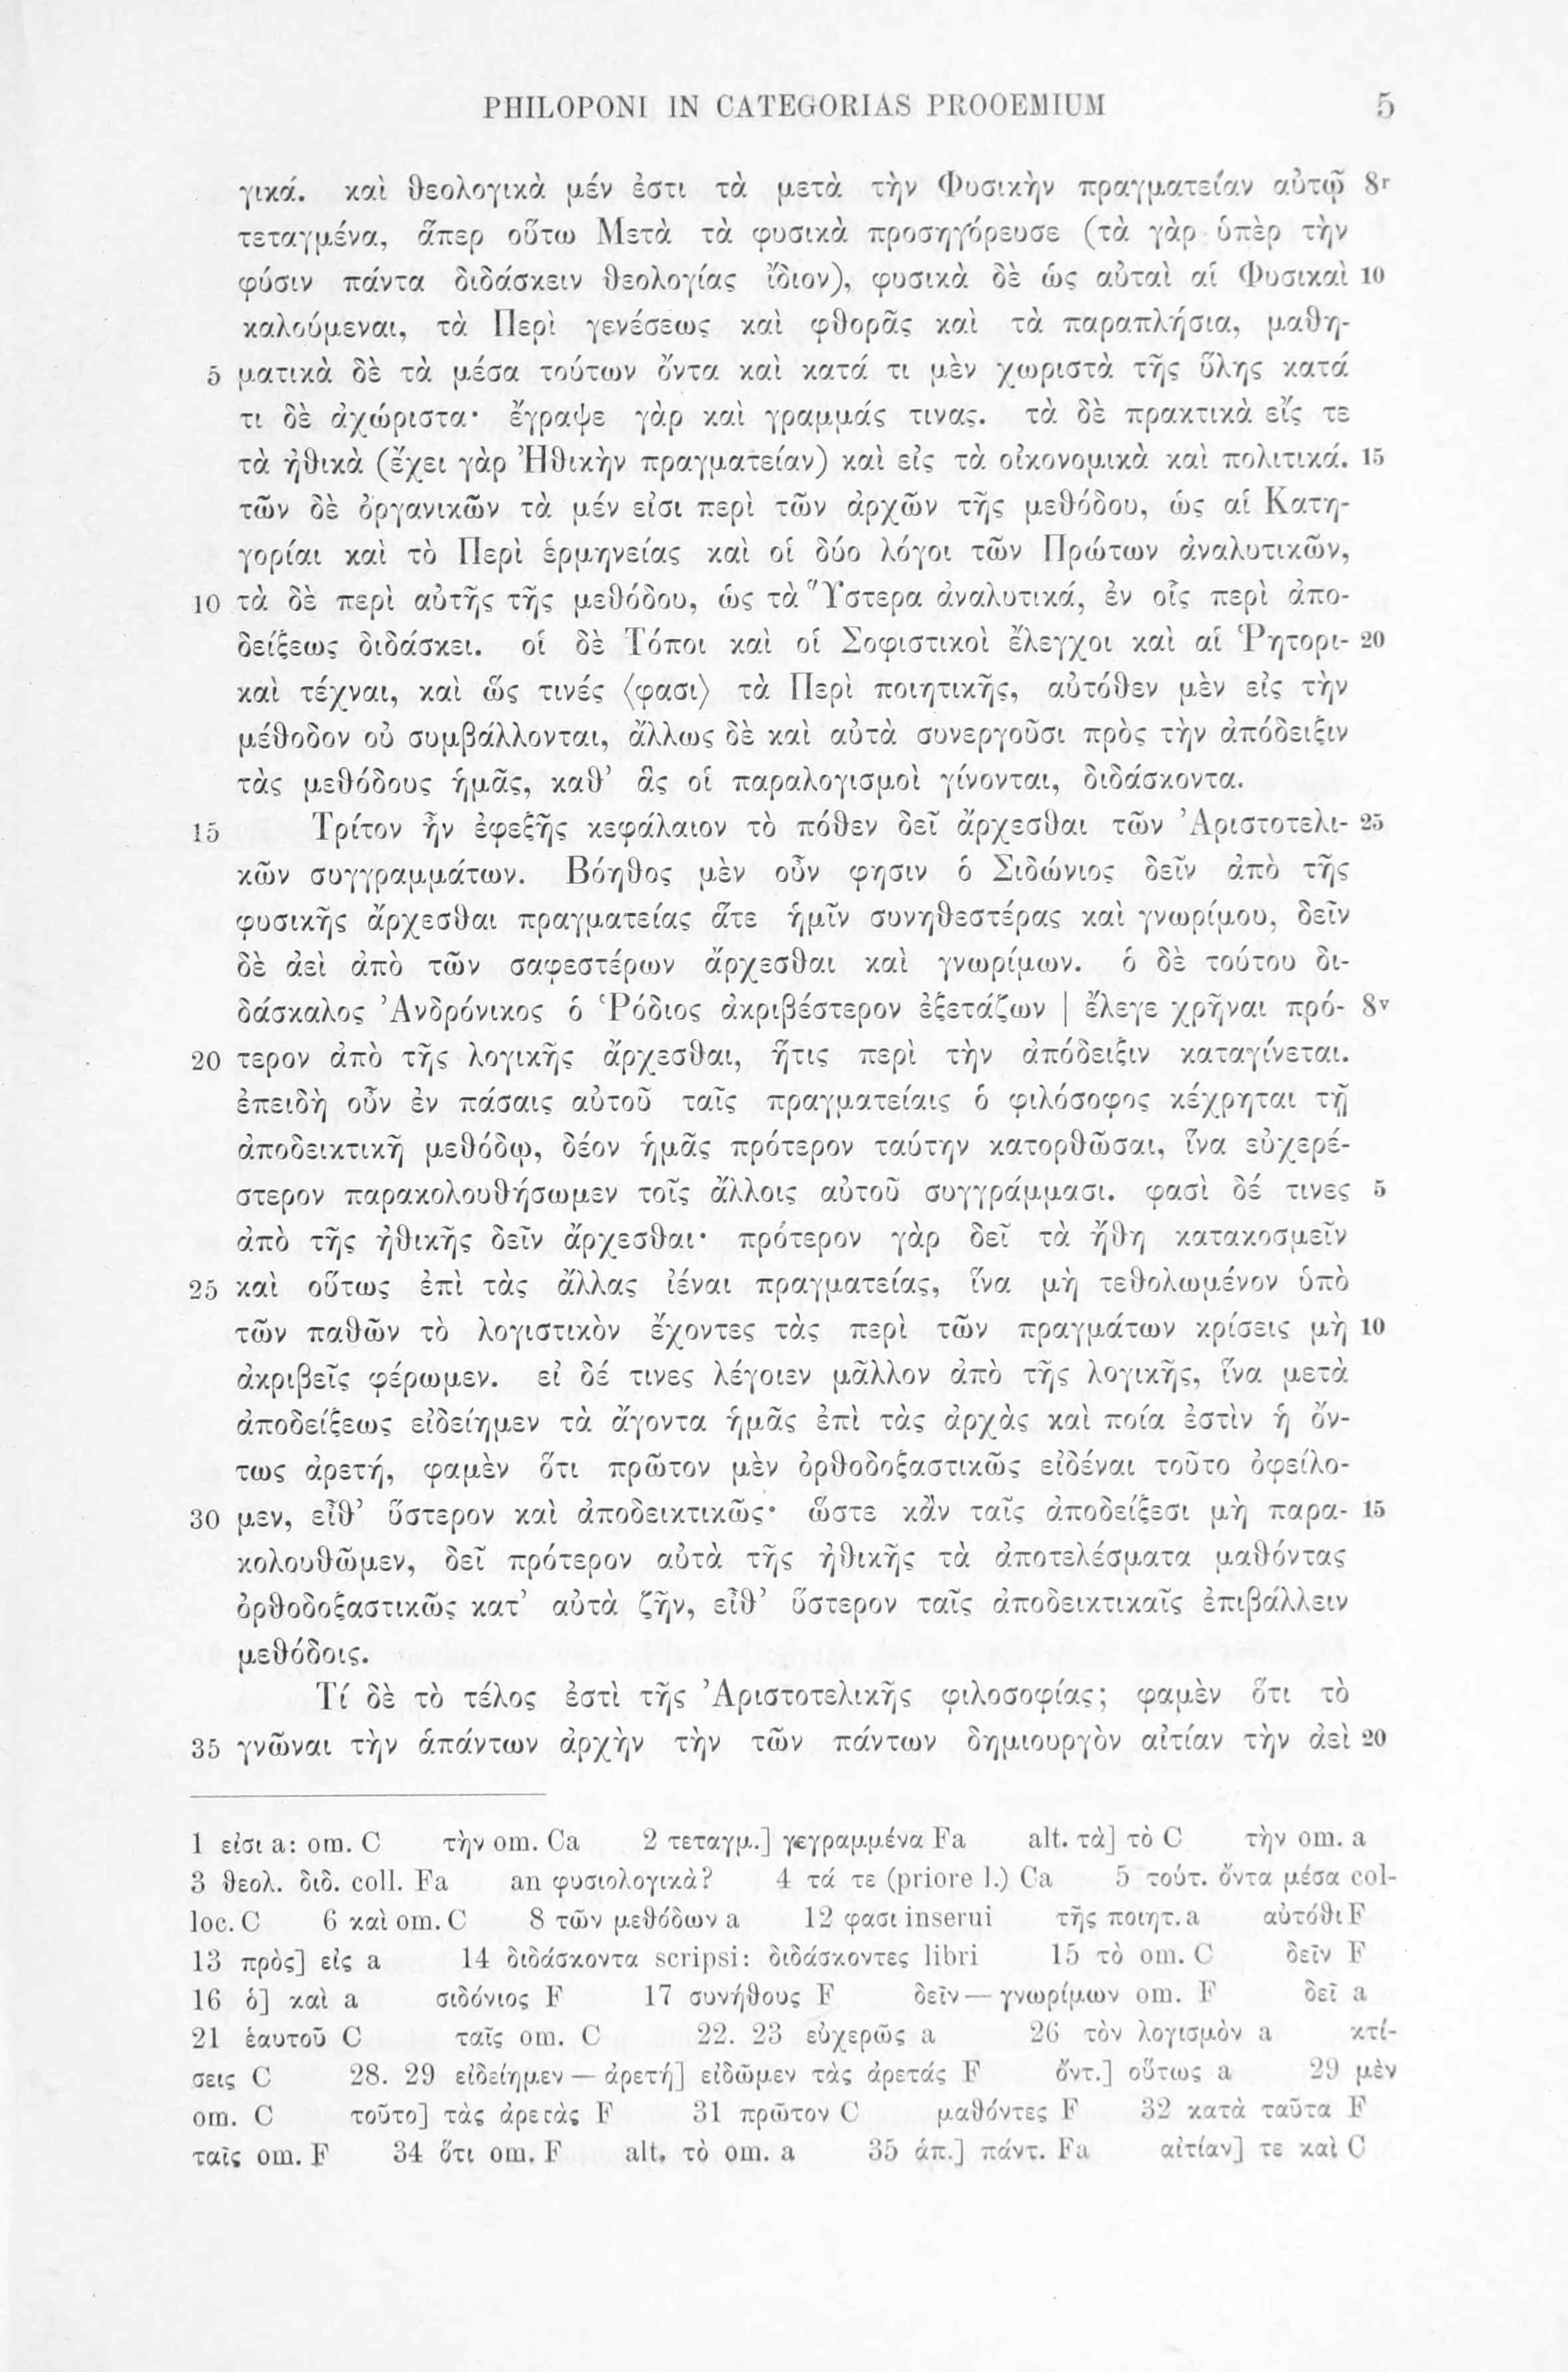 PHILOPONI IN CATEGORIAS PROOEMIUM 5
γικά. καὶ θεολογικὰ μέν ἐστι τὰ μετὰ τὴν Φυσικὴν πραγματείαν αὐτῷ 8r
τεταγμένα, ἅπερ οὕτω Μετὰ τὰ φυσικὰ προσηγόρευσε (τὰ γὰρ ὑπὲρ τὴν
φύσιν πάντα διδάσκειν θεολογίας ἴδιον), φυσικὰ δὲ ὡς αὐταὶ αἱ Φυσικαὶ 10
καλούμεναι, τὰ Περὶ γενέσεως καὶ φθορᾶς καὶ τὰ παραπλήσια, μαθη-
5 ματικὰ δὲ τὰ μέσα τούτων ὄντα καὶ κατά τι μὲν χωριστὰ τῆς ὕλης κατά
τι δὲ ἀχώριστα· ἔγραψε γὰρ καὶ γραμμάς τινας. τὰ δὲ πρακτικὰ εἴς τε
τὰ ἠθικὰ (ἔχει γὰρ Ἠθικὴν πραγματείαν) καὶ εἰς τὰ οἰκονομικὰ καὶ πολιτικά. 15
τῶν δὲ ὀργανικῶν τὰ μέν εἰσι περὶ τῶν ἀρχῶν τῆς μεθόδου, ὡς αἱ Κατη-
γορίαι καὶ τὸ Περὶ ἑρμηνείας καὶ οἱ δύο λόγοι τῶν Πρώτων ἀναλυτικῶν,
10 τὰ δὲ περὶ αὐτῆς τῆς μεθόδου, ὡς τὰ Ὕστερα ἀναλυτικά, ἐν οἷς περὶ ἀπο-
δείξεως διδάσκει. οἱ δὲ Τόποι καὶ οἱ Σοφιστικοὶ ἔλεγχοι καὶ αἱ Ῥητορι- 20
καὶ τέχναι, καὶ ὥς τινές ⟨φασι⟩ τὰ Περὶ ποιητικῆς, αὐτόθεν μὲν εἰς τὴν
μέθοδον οὐ συμβάλλονται, ἄλλως δὲ καὶ αὐτὰ συνεργοῦσι πρὸς τὴν ἀπόδειξιν
τὰς μεθόδους ἡμᾶς, καθ’ ἃς οἱ παραλογισμοὶ γίνονται, διδάσκοντα.
15 Τρίτον ἦν ἐφεξῆς κεφάλαιον τὸ πόθεν δεῖ ἄρχεσθαι τῶν Ἀριστοτελι- 25
κῶν συγγραμμάτων. Βόηθος μὲν οὖν φησιν ὁ Σιδώνιος δεῖν ἀπὸ τῆς
φυσικῆς ἄρχεσθαι πραγματείας ἅτε ἡμῖν συνηθεστέρας καὶ γνωρίμου, δεῖν
δὲ ἀεὶ ἀπὸ τῶν σαφεστέρων ἄρχεσθαι καὶ γνωρίμων. ὁ δὲ τούτου δι-
δάσκαλος Ἀνδρόνικος ὁ Ῥόδιος ἀκριβέστερον ἐξετάζων | ἔλεγε χρῆναι πρό- 8v
20 τερον ἀπὸ τῆς λογικῆς ἄρχεσθαι, ἥτις περὶ τὴν ἀπόδειξιν καταγίνεται.
ἐπειδὴ οὖν ἐν πάσαις αὐτοῦ ταῖς πραγματείαις ὁ φιλόσοφος κέχρηται τῇ
ἀποδεικτικῇ μεθόδῳ, δέον ἡμᾶς πρότερον ταύτην κατορθῶσαι, ἵνα εὐχερέ-
στερον παρακολουθήσωμεν τοῖς ἄλλοις αὐτοῦ συγγράμμασι. φασὶ δέ τινες 5
ἀπὸ τῆς ἠθικῆς δεῖν ἄρχεσθαι· πρότερον γὰρ δεῖ τὰ ἤθη κατακοσμεῖν
25 καὶ οὕτως ἐπὶ τὰς ἄλλας ἰέναι πραγματείας, ἵνα μὴ τεθολωμένον ὑπὸ
τῶν παθῶν τὸ λογιστικὸν ἔχοντες τὰς περὶ τῶν πραγμάτων κρίσεις μὴ 10
ἀκριβεῖς φέρωμεν. εἰ δέ τινες λέγοιεν μᾶλλον ἀπὸ τῆς λογικῆς, ἵνα μετὰ
ἀποδείξεως εἰδείημεν τὰ ἄγοντα ἡμᾶς ἐπὶ τὰς ἀρχὰς καὶ ποία ἐστὶν ἡ ὄν-
τως ἀρετή, φαμὲν ὅτι πρῶτον μὲν ὀρθοδοξαστικῶς εἰδέναι τοῦτο ὀφείλο-
30 μεν, εἶθ’ ὕστερον καὶ ἀποδεικτικῶς· ὥστε κἂν ταῖς ἀποδείξεσι μὴ παρα- 15
κολουθῶμεν, δεῖ πρότερον αὐτὰ τῆς ἠθικῆς τὰ ἀποτελέσματα μαθόντας
ὀρθοδοξαστικῶς κατ’ αὐτὰ ζῆν, εἶθ’ ὕστερον ταῖς ἀποδεικτικαῖς ἐπιβάλλειν
μεθόδοις.
Τί δὲ τὸ τέλος ἐστὶ τῆς Ἀριστοτελικῆς φιλοσοφίας; φαμὲν ὅτι τὸ
35 γνῶναι τὴν ἁπάντων ἀρχὴν τὴν τῶν πάντων δημιουργὸν αἰτίαν τὴν ἀεὶ 20
1 εἰσι a: om. C τὴν om. Ca 2 τεταγμ.] γεγραμμένα Fa alt. τὰ] τὸ C τὴν om. a
3 θεολ. διδ. coll. Fa an φυσιολογικὰ? 4 τά τε (priore l.) Ca 5 τούτ. ὄντα μέσα col-
loc. C 6 καὶ om. C 8 τῶν μεθόδων a 12 φασι inserui τῆς ποιητ. a αὐτόθι F
13 πρὸς] εἰς a 14 διδάσκοντα scripsi: διδάσκοντες libri 15 τὸ om. C δεῖν F
16 ὁ] καὶ a σιδόνιος F 17 συνήθους F δεῖν — γνωρίμων om. F δεῖ a
21 ἑαυτοῦ C ταῖς om. C 22. 23 εὐχερῶς a 26 τὸν λογισμὸν a κτί-
σεις C 28. 29 εἰδείημεν — ἀρετή] εἰδῶμεν τὰς ἀρετάς F ὄντ.] οὕτως a 29 μὲν
om. C τοῦτο] τὰς ἀρετὰς F 31 πρῶτον C μαθόντες F 32 κατὰ ταῦτα F
ταῖς om. F 34 ὅτι om. F alt. τὸ om. a 35 ἁπ.] πάντ. Fa αἰτίαν] τε καὶ C